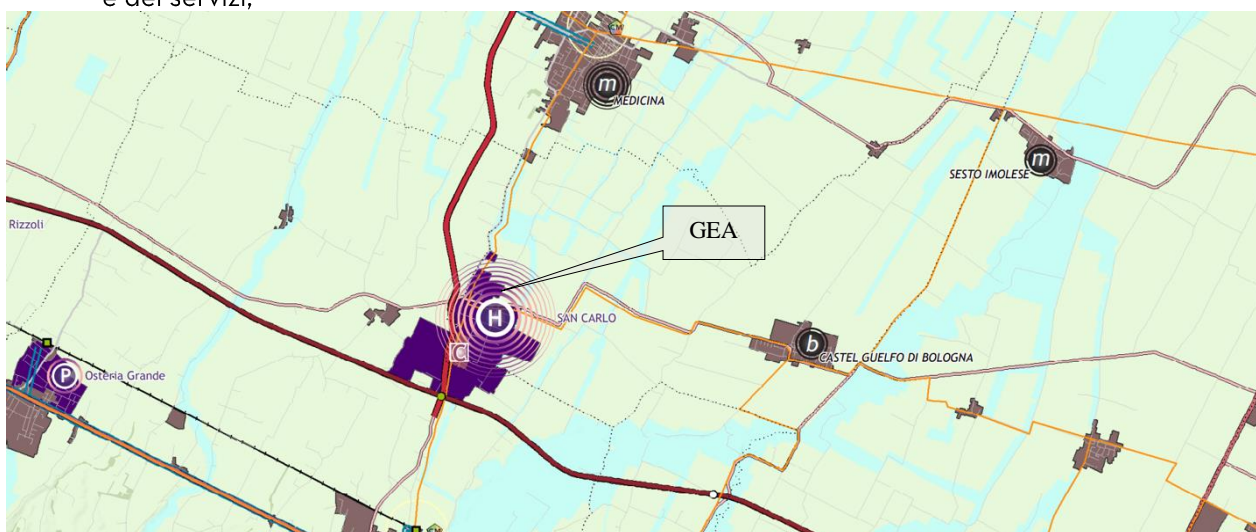 e dei servizi;
m
MEDICINA
m
SESTO IMOLESE
Rizzoli
GEA
H
SAN CARLO
C
b
CASTEL GUELFO DI BOLOGNA
P
Osteria Grande